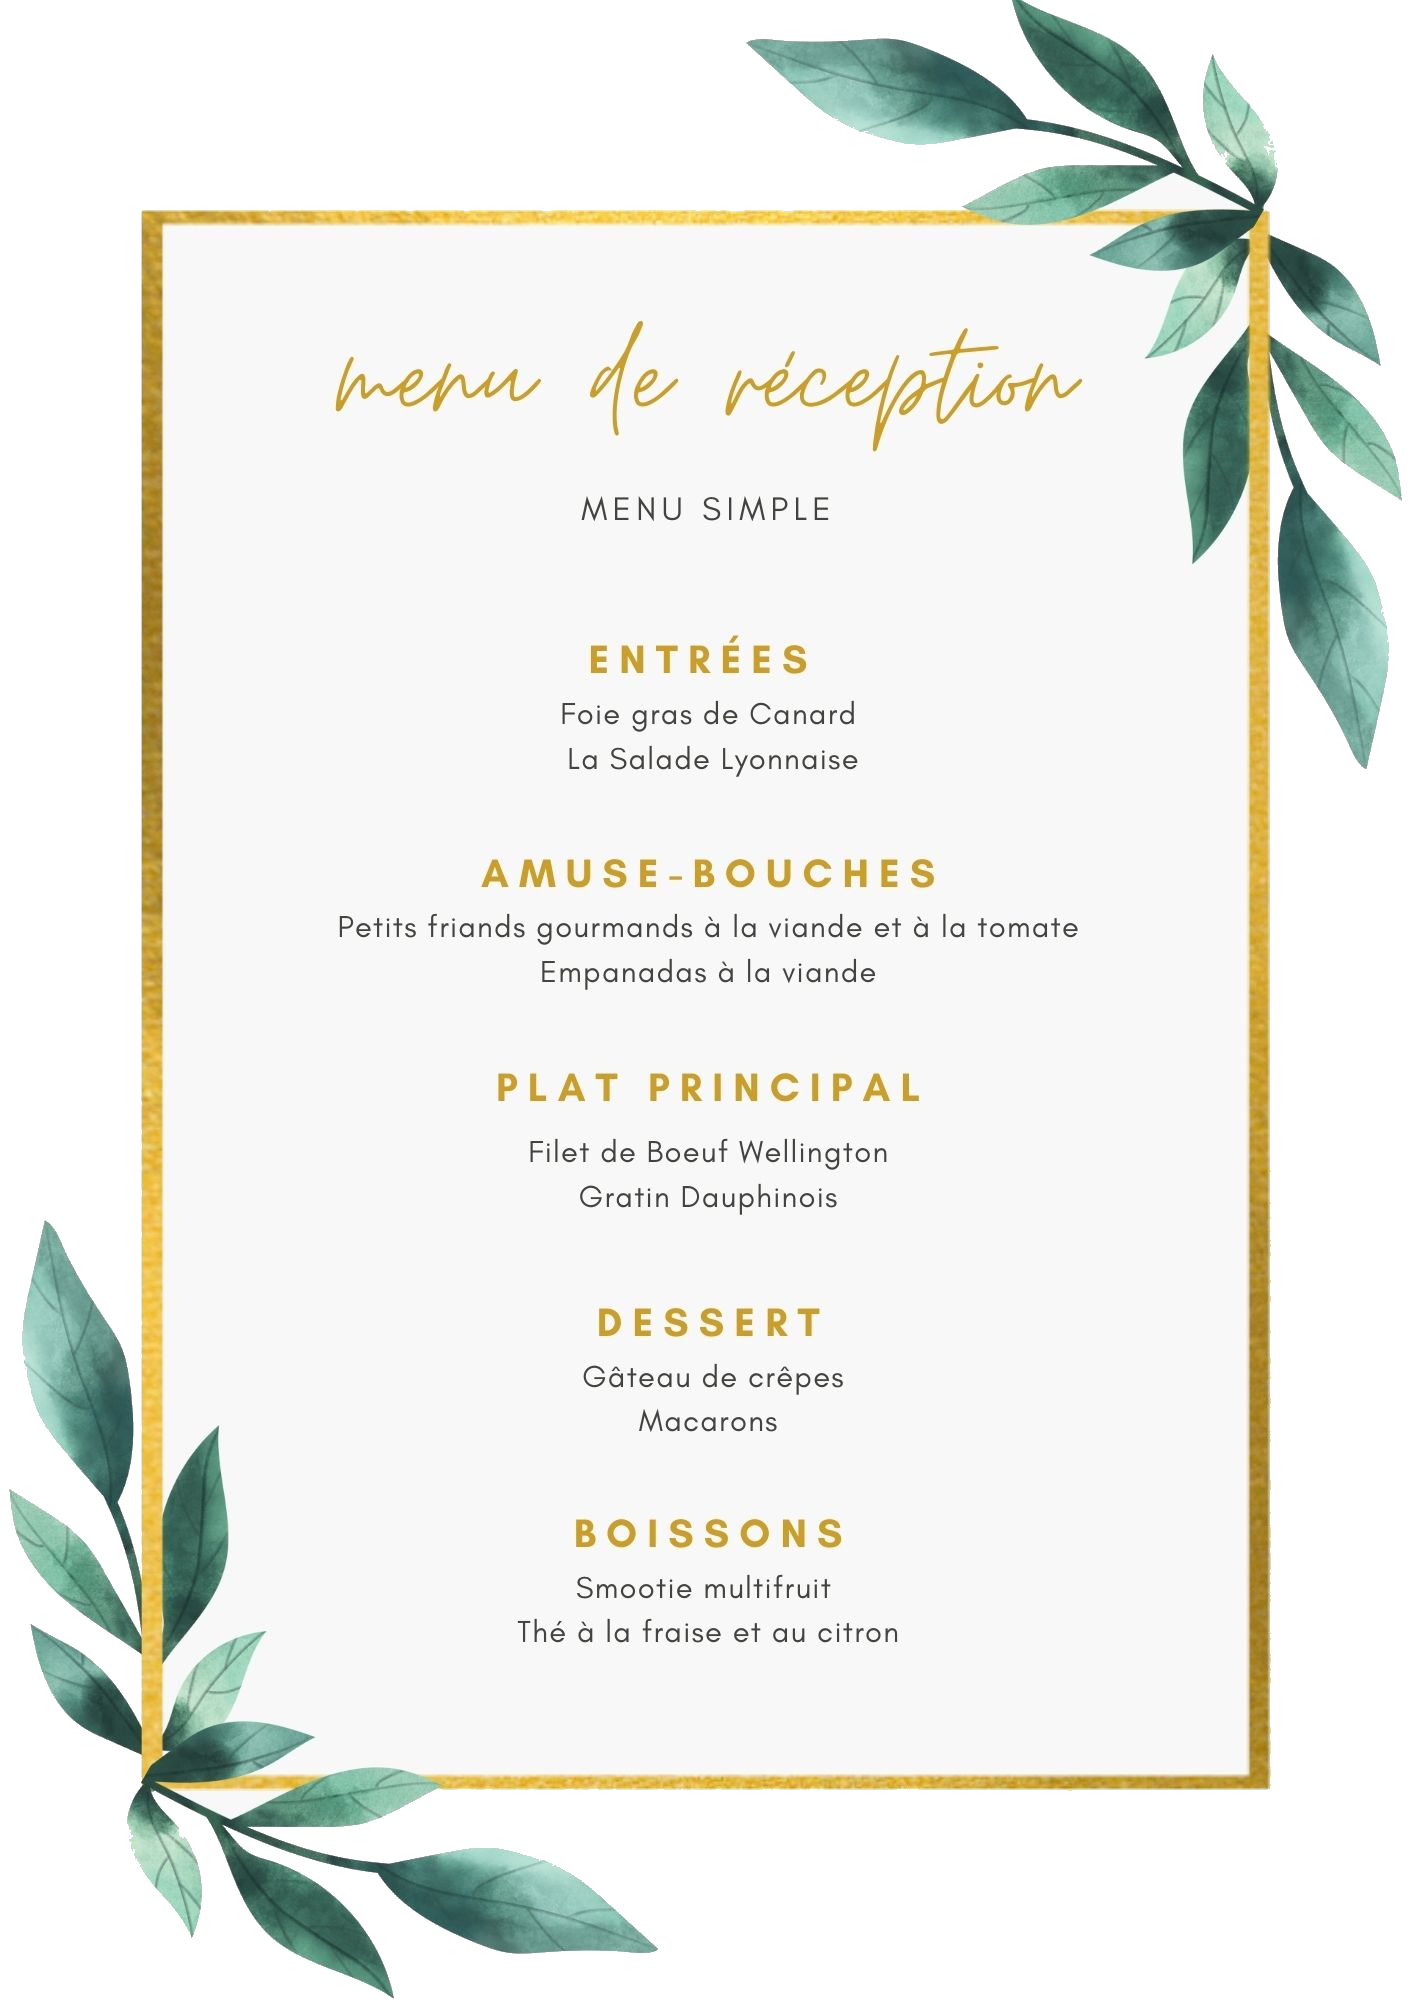 menu de réception
MENU SIMPLE
ENTRÉES
Foie gras de Canard
La Salade Lyonnaise
AMUSE-BOUCHES
Petits friands gourmands à la viande et à la tomate
Empanadas à la viande
PLAT PRINCIPAL
Filet de Boeuf Wellington
Gratin Dauphinois
DESSERT
Gâteau de crêpes
Macarons
BOISSONS
Smootie multifruit
Thé à la fraise et au citron